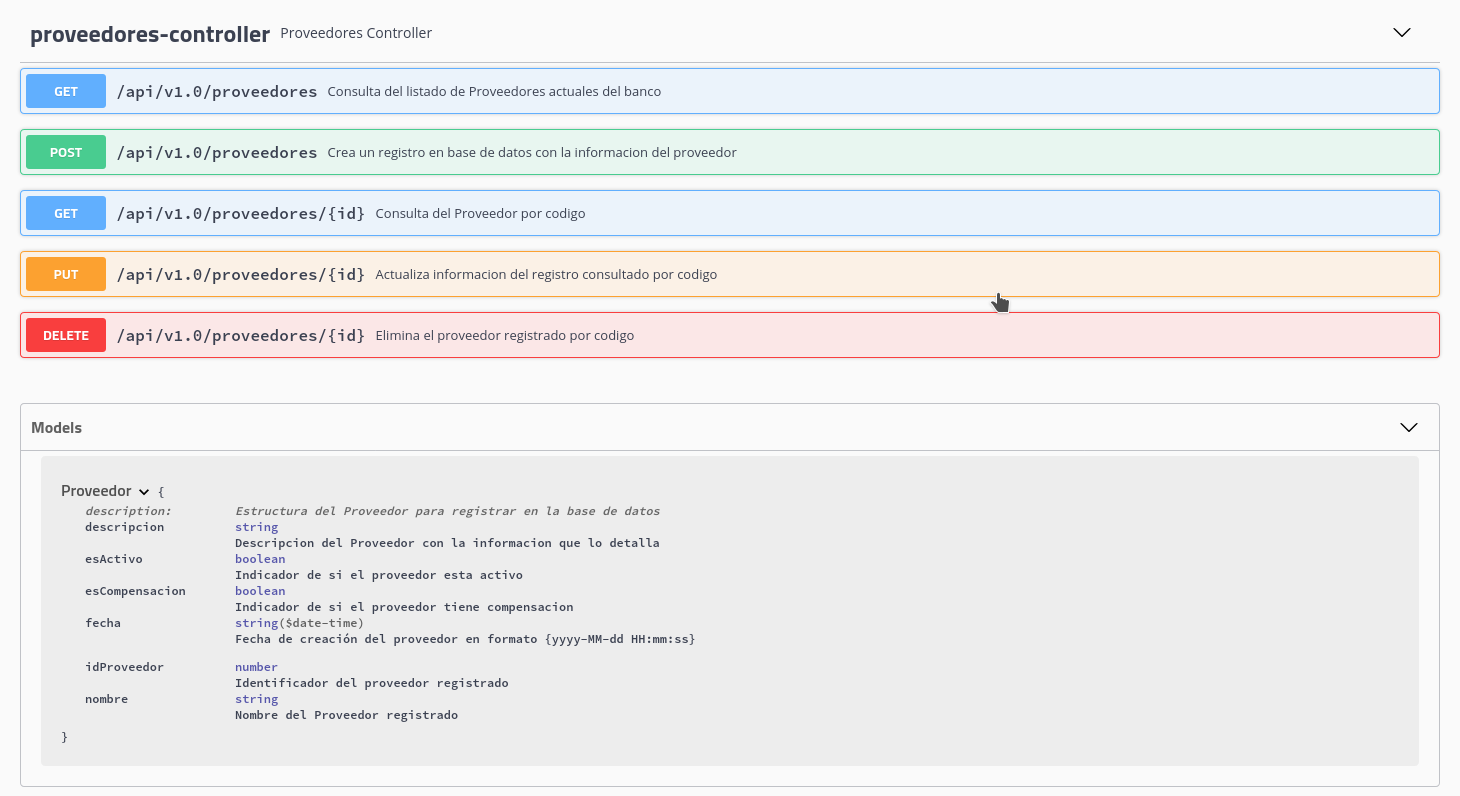 proveedores-controller Proveedores Controller
GET /api/v1.0/proveedores Consulta del listado de Proveedores actuales del banco
POST /api/v1.0/proveedores Crea un registro en base de datos con la informacion del proveedor
GET /api/v1.0/proveedores/{id} Consulta del Proveedor por codigo
PUT /api/v1.0/proveedores/{id} Actualiza informacion del registro consultado por codigo
DELETE /api/v1.0/proveedores/{id} Elimina el proveedor registrado por codigo
Models
Proveedor {
description: Estructura del Proveedor para registrar en la base de datos
descripcion string
Descripcion del Proveedor con la informacion que lo detalla
esActivo boolean
Indicador de si el proveedor esta activo
esCompensacion boolean
Indicador de si el proveedor tiene compensacion
fecha string($date-time)
Fecha de creación del proveedor en formato {yyyy-MM-dd HH:mm:ss}
idProveedor number
Identificador del proveedor registrado
nombre string
Nombre del Proveedor registrado
}